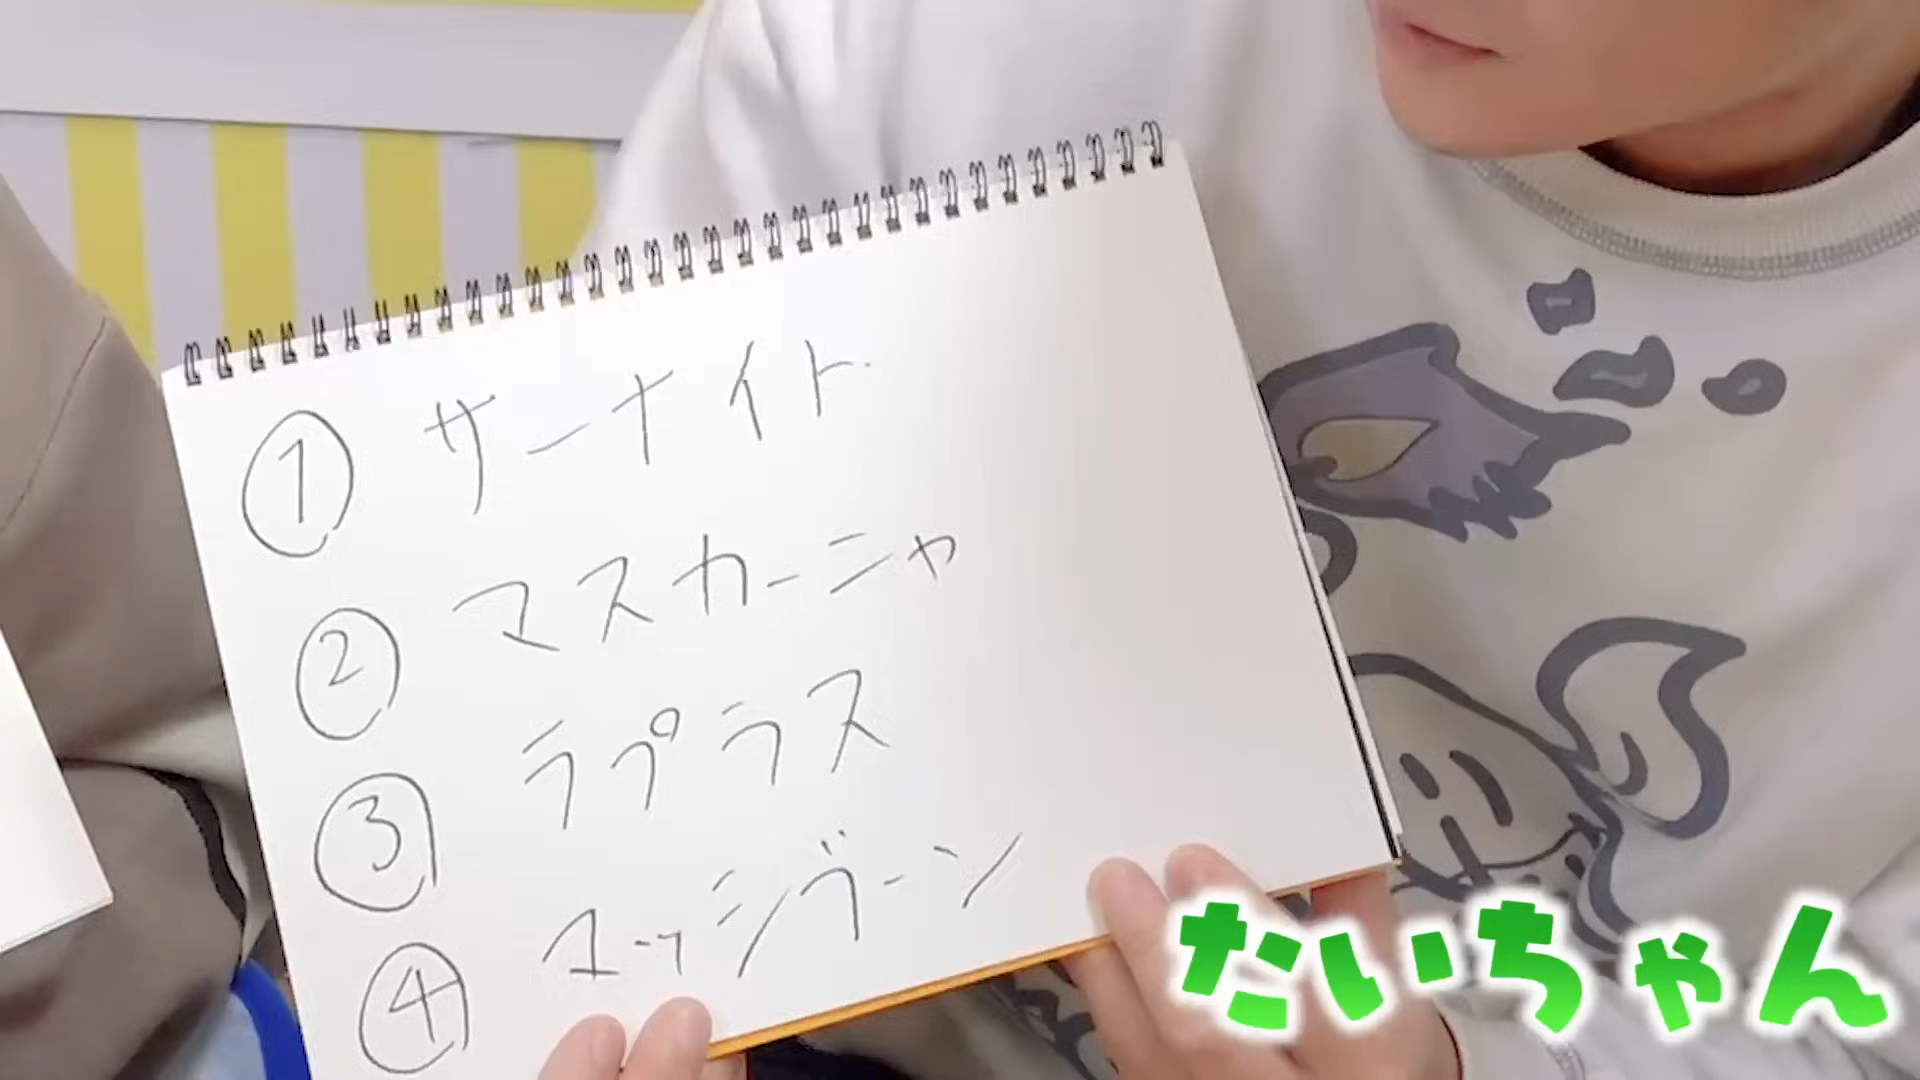 ① サーナイト
② マスカーニャ
③ ラプラス
④ マッシブーン
たいちゃん